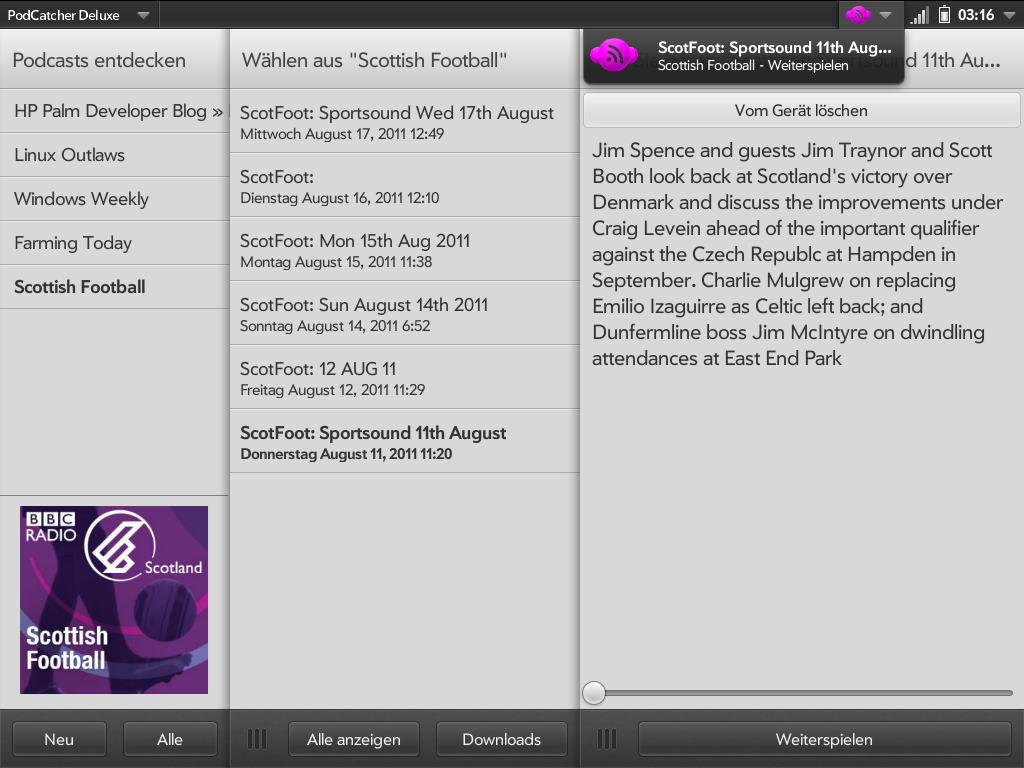 PodCatcher Deluxe
03:16
ScotFoot: Sportsound 11th Aug...
Scottish Football - Weiterspielen
Podcasts entdecken
HP Palm Developer Blog »
Linux Outlaws
Windows Weekly
Farming Today
Scottish Football
BBC
RADIO
Scotland
Scottish
Football
Neu
Alle
Wählen aus "Scottish Football"
ScotFoot: Sportsound Wed 17th August
Mittwoch August 17, 2011 12:49
ScotFoot:
Dienstag August 16, 2011 12:10
ScotFoot: Mon 15th Aug 2011
Montag August 15, 2011 11:38
ScotFoot: Sun August 14th 2011
Sonntag August 14, 2011 6:52
ScotFoot: 12 AUG 11
Freitag August 12, 2011 11:29
ScotFoot: Sportsound 11th August
Donnerstag August 11, 2011 11:20
Alle anzeigen
Downloads
11th Au...
Vom Gerät löschen
Jim Spence and guests Jim Traynor and Scott
Booth look back at Scotland's victory over
Denmark and discuss the improvements under
Craig Levein ahead of the important qualifier
against the Czech Republc at Hampden in
September. Charlie Mulgrew on replacing
Emilio Izaguirre as Celtic left back; and
Dunfermline boss Jim McIntyre on dwindling
attendances at East End Park
Weiterspielen